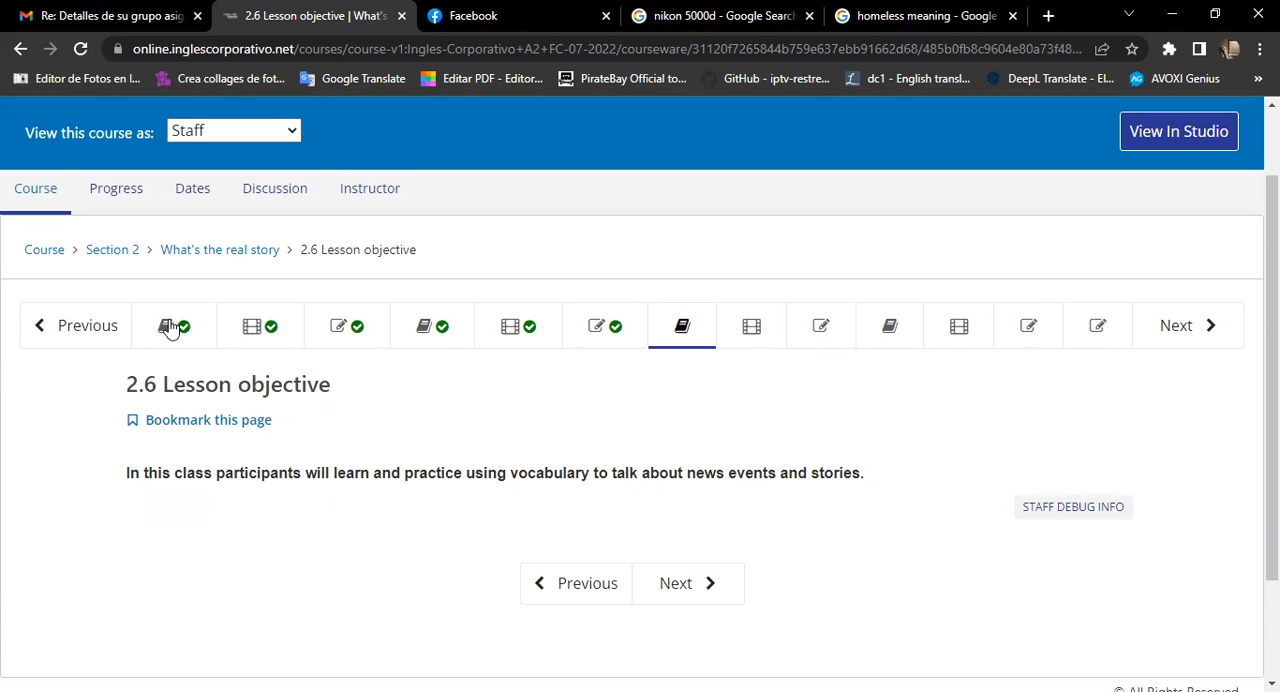 Re: Detalles de su grupo asig
2.6 Lesson objective | What's
Facebook
nikon 5000d - Google Search
homeless meaning - Google
online.inglescorporativo.net/courses/course-v1:Ingles-Corporativo+A2+FC-07-2022/courseware/31120f7265844b759e637ebb91662d68/485b0fb8c9604e80a73f48...
Editor de Fotos en l...
Crea collages de fot...
Google Translate
Editar PDF - Editor...
PirateBay Official to...
GitHub - iptv-restre...
dc1 - English transl...
DeepL Translate - El...
AVOXI Genius
View this course as:
Staff
View In Studio
Course
Progress
Dates
Discussion
Instructor
Course > Section 2 > What's the real story > 2.6 Lesson objective
Previous
Next
2.6 Lesson objective
Bookmark this page
In this class participants will learn and practice using vocabulary to talk about news events and stories.
STAFF DEBUG INFO
Previous
Next
© All Rights Reserved